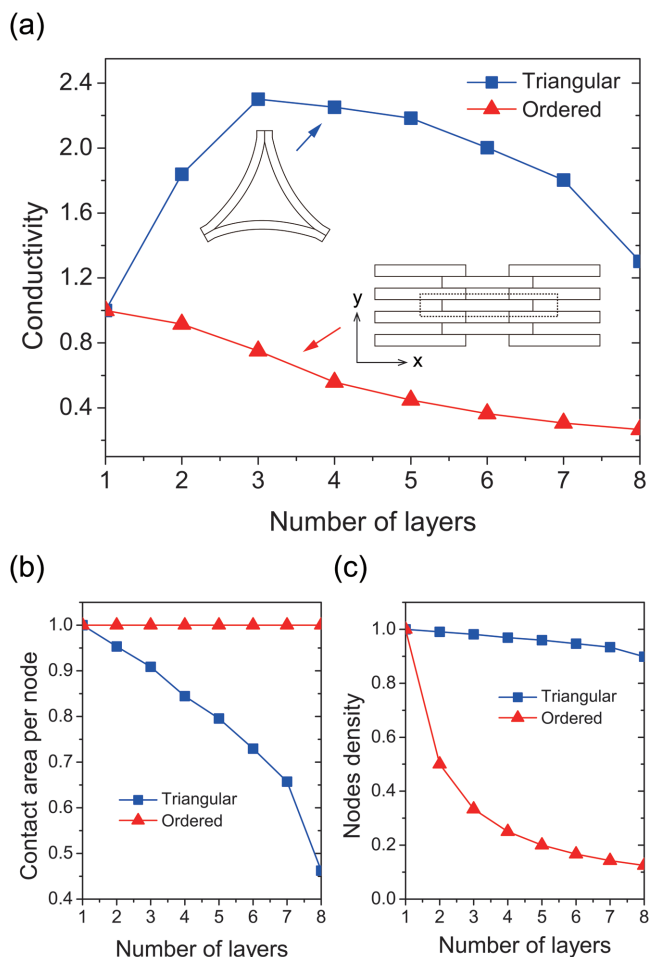 (a)
Conductivity
2.4
2.0
1.6
1.2
0.8
0.4
Triangular
Ordered
y
x
1 2 3 4 5 6 7 8
Number of layers
(b)
Contact area per node
1.0
0.9
0.8
0.7
0.6
0.5
0.4
Triangular
Ordered
1 2 3 4 5 6 7 8
Number of layers
(c)
Nodes density
1.0
0.8
0.6
0.4
0.2
0.0
Triangular
Ordered
1 2 3 4 5 6 7 8
Number of layers